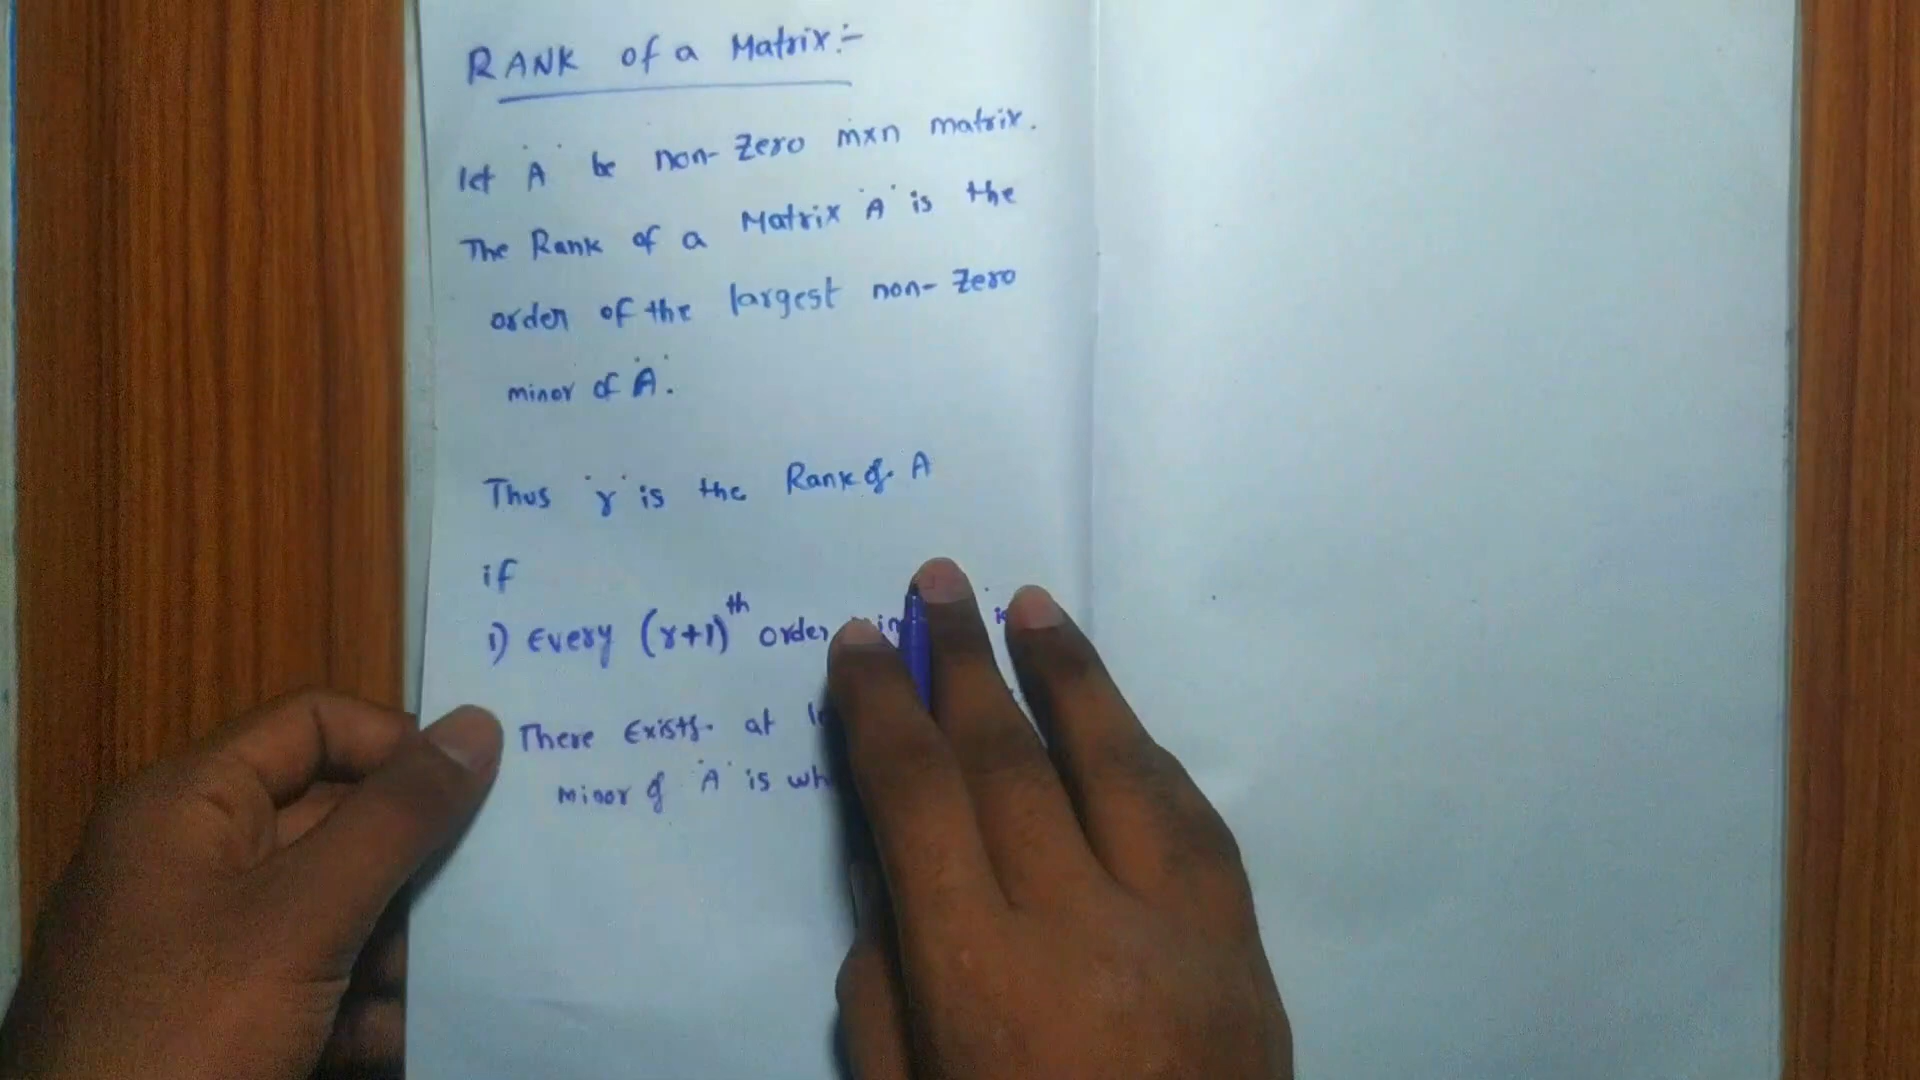 RANK of a Matrix:-
let 'A' be non-Zero mxn matrix.
The Rank of a Matrix 'A' is the
order of the largest non-Zero
minor of 'A'.
Thus 'r' is the Rank of A
if
1) Every (r+1)th order
There Exists. at
minor of 'A' is